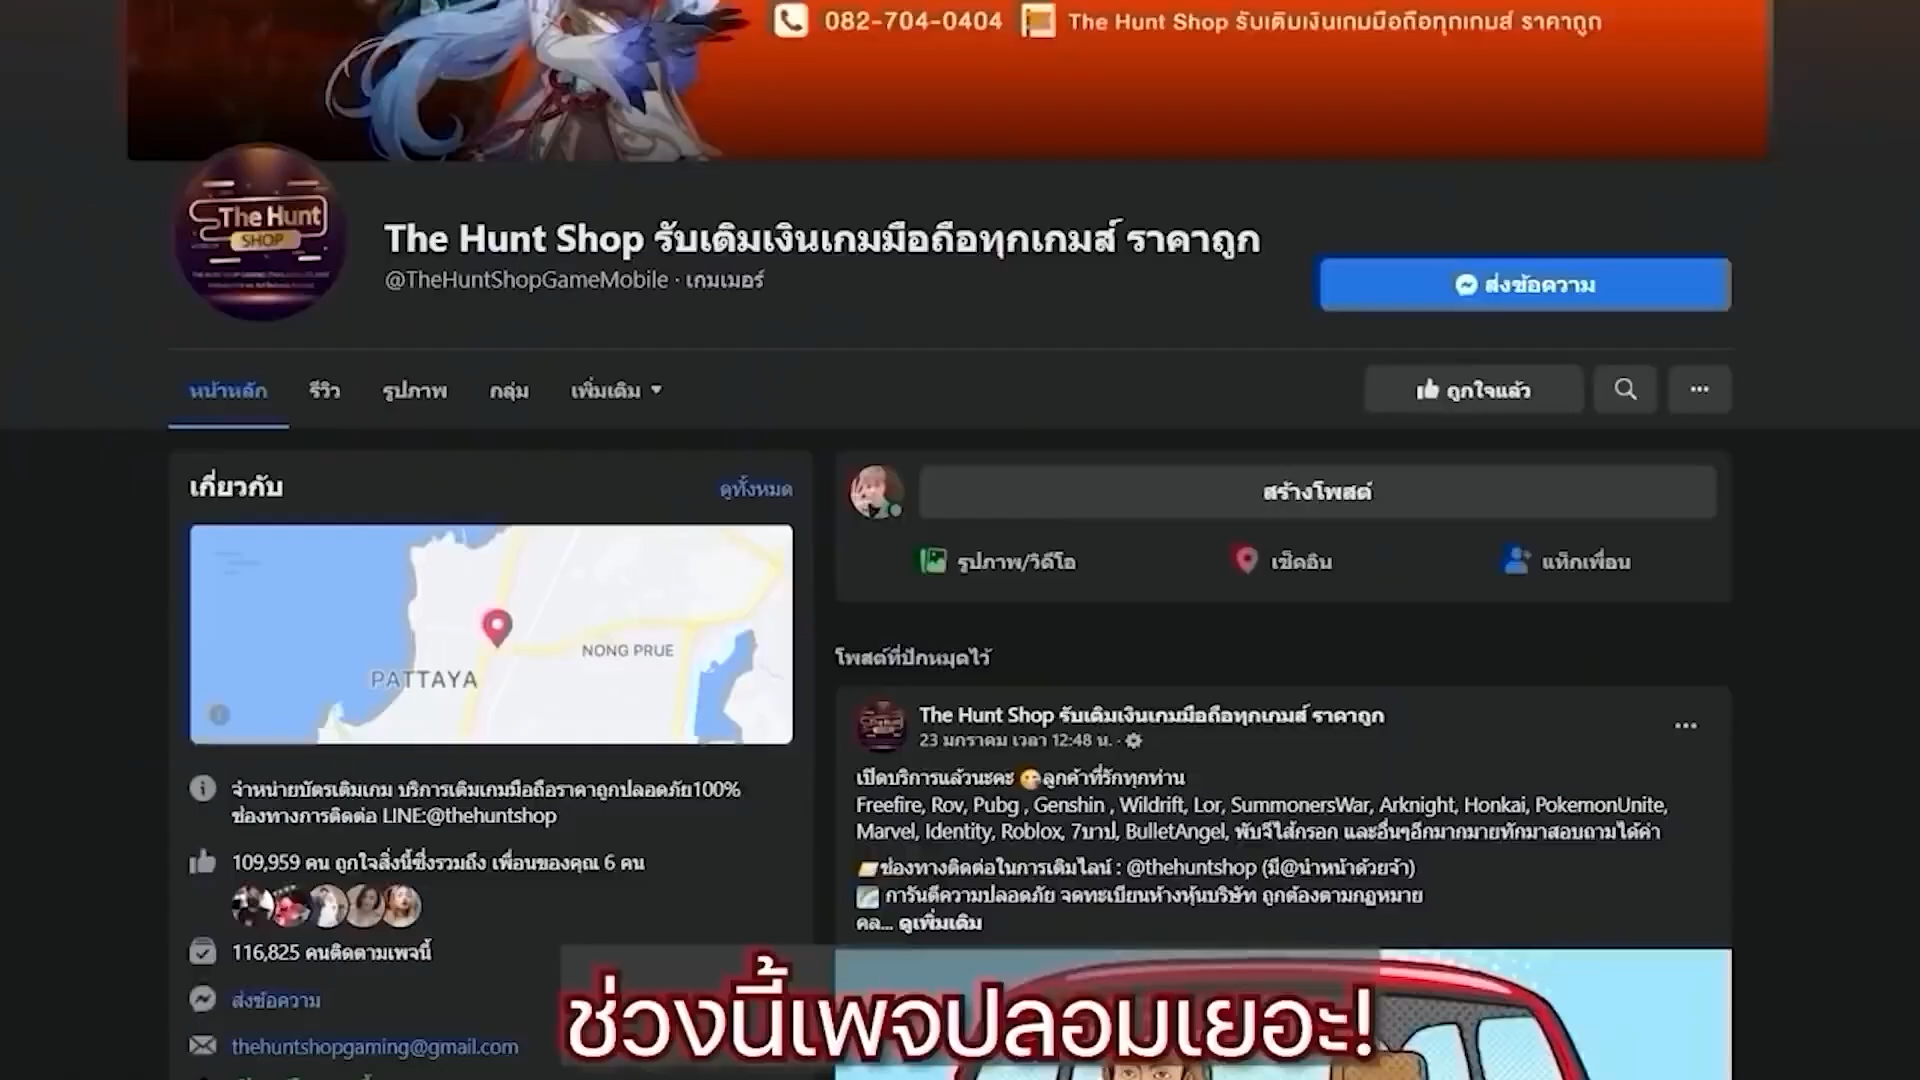 082-704-0404 The Hunt Shop รับเติมเงินเกมมือถือทุกเกมส์ ราคาถูก
The Hunt
SHOP
The Hunt Shop รับเติมเงินเกมมือถือทุกเกมส์ ราคาถูก
@TheHuntShopGameMobile · เกมเมอร์
ส่งข้อความ
หน้าหลัก
รีวิว
รูปภาพ
กลุ่ม
เพิ่มเติม
ถูกใจแล้ว
เกี่ยวกับ
ดูทั้งหมด
PATTAYA
NONG PRUE
จำหน่ายบัตรเติมเกม บริการเติมเกมมือถือราคาถูกปลอดภัย100%
ช่องทางการติดต่อ LINE:@thehuntshop
109,959 คน ถูกใจสิ่งนี้ซึ่งรวมถึง เพื่อนของคุณ 6 คน
116,825 คนติดตามเพจนี้
ส่งข้อความ
thehuntshopgaming@gmail.com
สร้างโพสต์
รูปภาพ/วิดีโอ
เช็คอิน
แท็กเพื่อน
โพสต์ที่ปักหมุดไว้
The Hunt Shop รับเติมเงินเกมมือถือทุกเกมส์ ราคาถูก
23 มกราคม เวลา 12:48 น. ·
เปิดบริการแล้วนะคะ ลูกค้าที่รักทุกท่าน
Freefire, Rov, Pubg , Genshin , Wildrift, Lor, SummonersWar, Arknight, Honkai, PokemonUnite,
Marvel, Identity, Roblox, 7บาป, BulletAngel, พับจีไส้กรอก และอื่นๆอีกมากมายทักมาสอบถามได้ค่า
ช่องทางติดต่อในการเติมไลน์ : @thehuntshop (มี@นำหน้าด้วยจ้า)
การันตีความปลอดภัย จดทะเบียนห้างหุ้นบริษัท ถูกต้องตามกฎหมาย
คล... ดูเพิ่มเติม
ช่วงนี้เพจปลอมเยอะ!